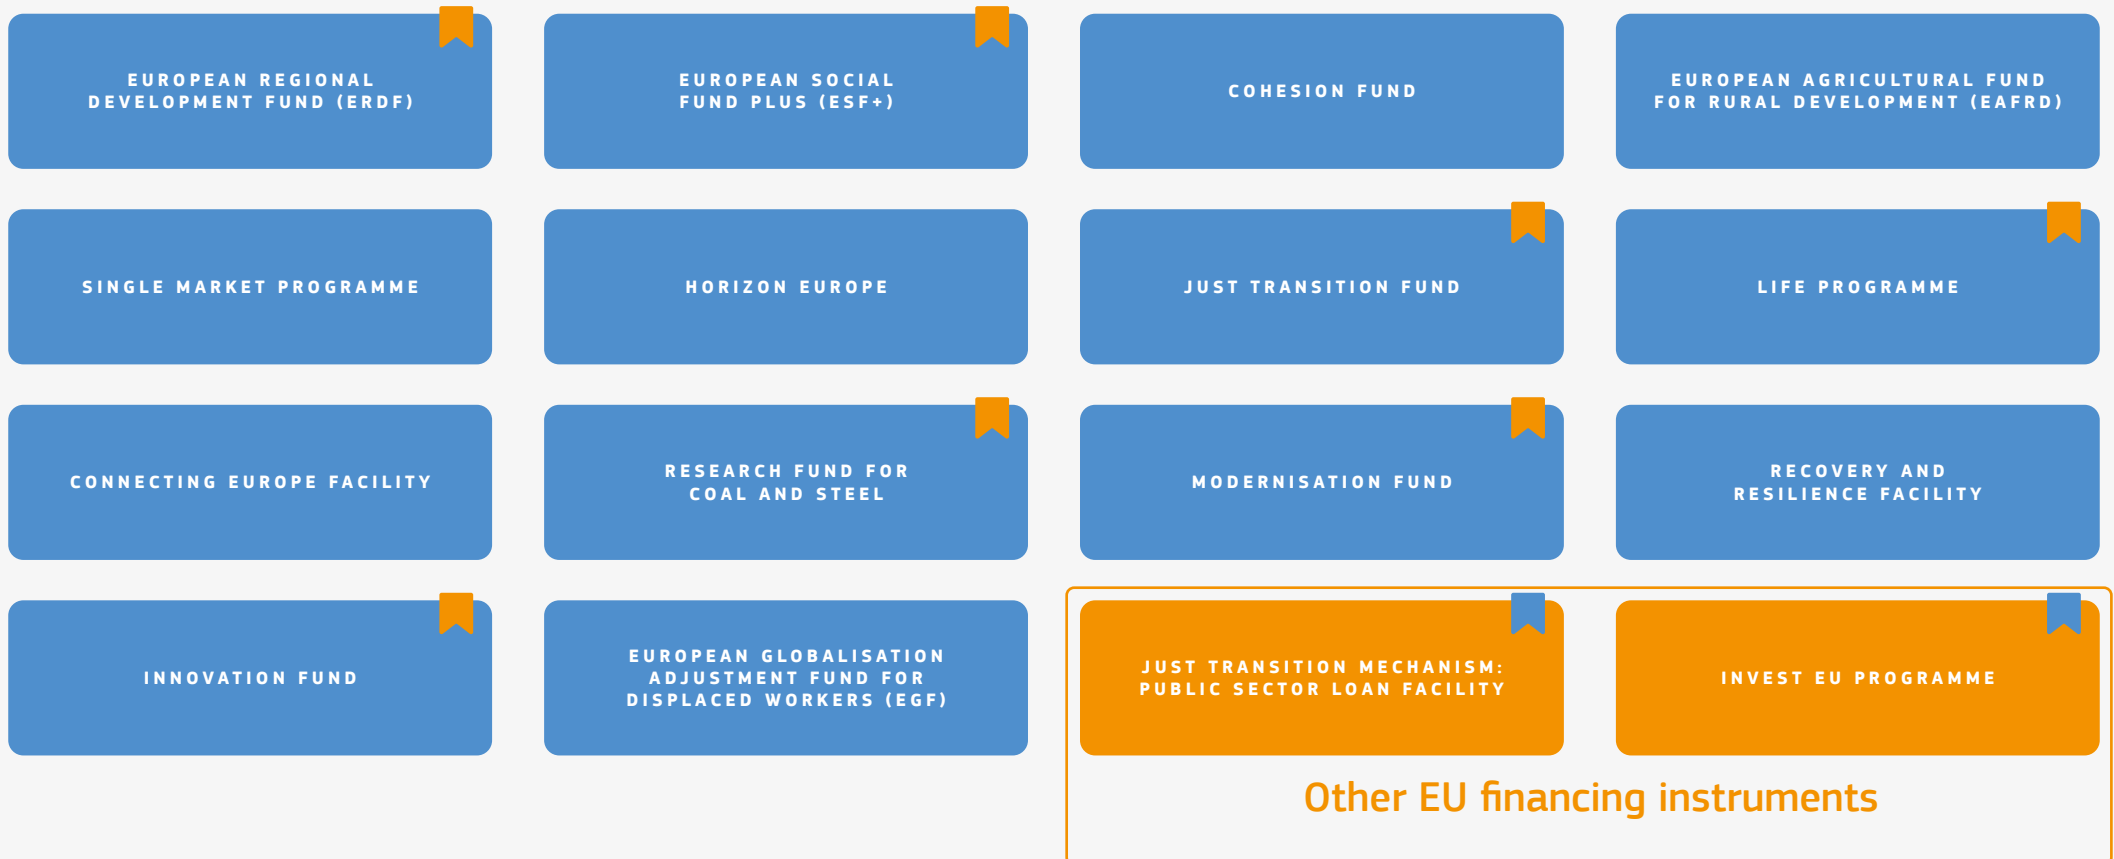 EUROPEAN REGIONAL
DEVELOPMENT FUND (ERDF)
EUROPEAN SOCIAL
FUND PLUS (ESF+)
COHESION FUND
EUROPEAN AGRICULTURAL FUND
FOR RURAL DEVELOPMENT (EAFRD)
SINGLE MARKET PROGRAMME
HORIZON EUROPE
JUST TRANSITION FUND
LIFE PROGRAMME
CONNECTING EUROPE FACILITY
RESEARCH FUND FOR
COAL AND STEEL
MODERNISATION FUND
RECOVERY AND
RESILIENCE FACILITY
INNOVATION FUND
EUROPEAN GLOBALISATION
ADJUSTMENT FUND FOR
DISPLACED WORKERS (EGF)
JUST TRANSITION MECHANISM:
PUBLIC SECTOR LOAN FACILITY
INVEST EU PROGRAMME
Other EU financing instruments